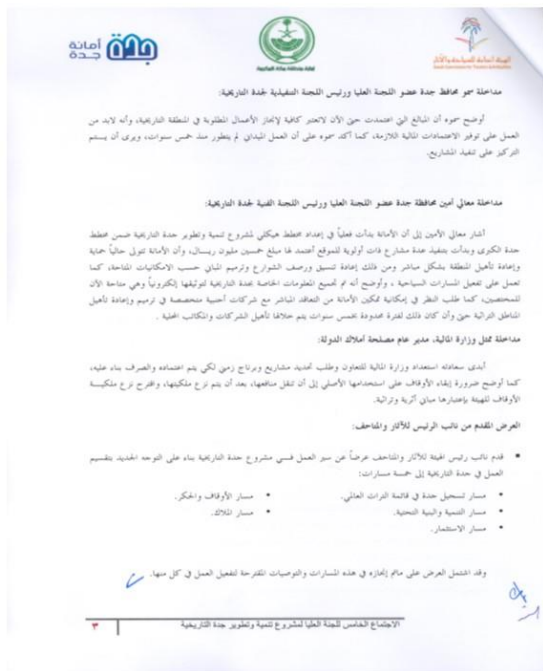 أمانة
جدة
جدة
الهيئة العامة للسياحة والآثار
مداخلة سمو محافظ جدة عضو اللجنة العليا ورئيس اللجنة التنفيذية لجدة التاريخية:
أوضح سموه أن المبالغ التي اعتمدت حتى الآن لاتعتبر كافية لإنجاز الأعمال المطلوبة في المنطقة التاريخية، وأنه لابد من
العمل على توفير الاعتمادات المالية اللازمة، كما أكد سموه على أن العمل الميداني لم يتطور منذ خمس سنوات، ويرى أن يستم
التركيز على تنفيذ المشاريع.
مداخلة معالي أمين محافظة جدة عضو اللجنة العليا ورئيس اللجنة الفنية لجدة التاريخية:
أشار معالي الأمين إلى أن الأمانة بدأت فعلياً في إعداد مخطط هيكلي لمشروع تنمية وتطوير جدة التاريخية ضمن مخطط
جدة الكبرى وبدأت بتنفيذ عدة مشاريع ذات أولوية للموقع أعتمد لها مبلغ خمسين مليون ريـــال، وأن الأمانة تتولى حالياً حماية
وإعادة تأهيل المنطقة بشكل مباشر ومن ذلك إعادة تنسيق ورصف الشوارع وترميم المباني حسب الامكانيات المتاحة، كما
تعمل على تفعيل المسارات السياحية ، وأوضح أنه تم تجميع المعلومات الخاصة بجدة التاريخية لتوثيقها إلكترونياً وهي متاحة الآن
للمختصين، كما طلب النظر في إمكانية تمكين الأمانة من التعاقد المباشر مع شركات أجنبية متخصصة في ترميم وإعادة تأهيل
المناطق التراثية حتى وأن كان ذلك لفترة محدودة بخمس سنوات يتم خلالها تأهيل الشركات والمكاتب المحلية .
مداخلة ممثل وزارة المالية، مدير عام مصلحة أملاك الدولة:
أبدى سعادته استعداد وزارة المالية للتعاون وطلب تحديد مشاريع وبرناج زمني لكي يتم اعتماده والصرف بناء عليه،
كما أوضح ضرورة إبقاء الأوقاف على استخدامها الأصلي إلى أن تنقل منافعها، بعد أن يتم نزع ملكيتها، واقترح نزع ملكيـــة
الأوقاف للهيئة بإعتبارها مباني أثرية وتراثية.
العرض المقدم من نائب الرئيس للآثار والمتاحف:
• قدم نائب رئيس الهيئة للآثار والمتاحف عرضاً عن سير العمل فـــي مشروع جدة التاريخية بناء على التوجه الجديد بتقسيم
العمل في جدة التاريخية إلى خمسة مسارات:
• مسار تسجيل جدة في قائمة التراث العالمي.
• مسار التنمية والبنية التحتية.
• مسار الاستثمار.
• مسار الأوقاف والحكر.
• مسار الملاك.
وقد اشتمل العرض على ماتم إنجازه في هذه المسارات والتوصيات المقترحة لتفعيل العمل في كل منها.
الاجتماع الخامس للجنة العليا لمشروع تنمية وتطوير جدة التاريخية | ٣